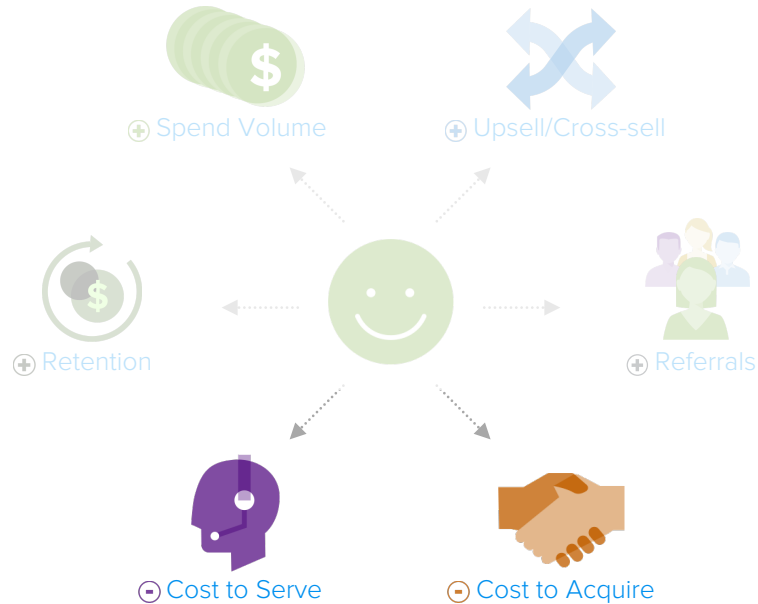 $
+ Spend Volume
+ Upsell/Cross-sell
$
+ Retention
+ Referrals
- Cost to Serve
- Cost to Acquire